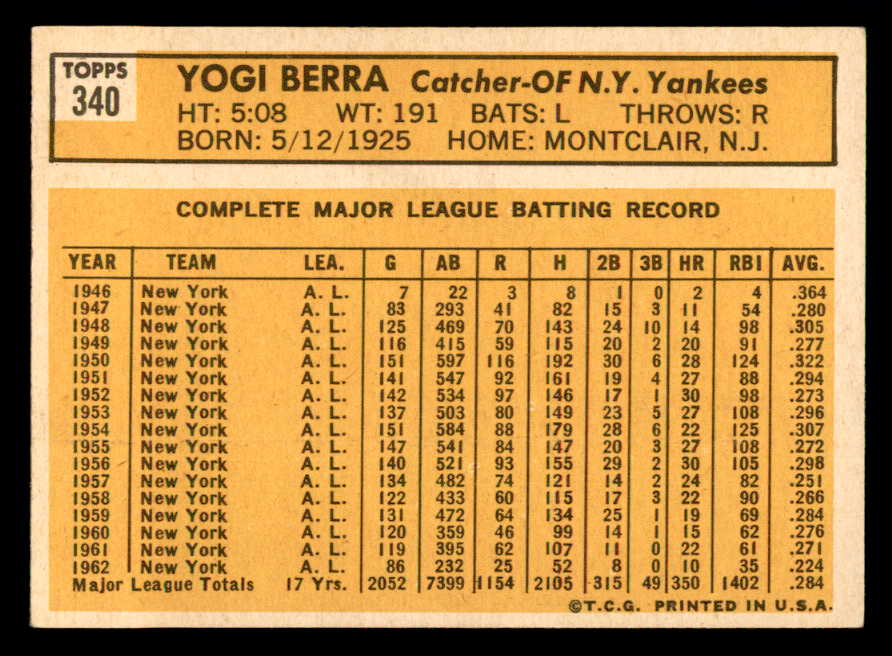 TOPPS
340
YOGI BERRA Catcher-OF N.Y. Yankees
HT: 5:08 WT: 191 BATS: L THROWS: R
BORN: 5/12/1925 HOME: MONTCLAIR, N.J.
COMPLETE MAJOR LEAGUE BATTING RECORD
YEAR TEAM LEA. G AB R H 2B 3B HR RBI AVG.
1946 New York A. L. 7 22 3 8 1 0 2 4 .364
1947 New York A. L. 83 293 41 82 15 3 11 54 .280
1948 New York A. L. 125 469 70 143 24 10 14 98 .305
1949 New York A. L. 116 415 59 115 20 2 20 91 .277
1950 New York A. L. 151 597 116 192 30 6 28 124 .322
1951 New York A. L. 141 547 92 161 19 4 27 88 .294
1952 New York A. L. 142 534 97 146 17 1 30 98 .273
1953 New York A. L. 137 503 80 149 23 5 27 108 .296
1954 New York A. L. 151 584 88 179 28 6 22 125 .307
1955 New York A. L. 147 541 84 147 20 3 27 108 .272
1956 New York A. L. 140 521 93 155 29 2 30 105 .298
1957 New York A. L. 134 482 74 121 14 2 24 82 .251
1958 New York A. L. 122 433 60 115 17 3 22 90 .266
1959 New York A. L. 131 472 64 134 25 1 19 69 .284
1960 New York A. L. 120 359 46 99 14 1 15 62 .276
1961 New York A. L. 119 395 62 107 11 0 22 61 .271
1962 New York A. L. 86 232 25 52 8 0 10 35 .224
Major League Totals 17 Yrs. 2052 7399 1154 2105 315 49 350 1402 .284
©T.C.G. PRINTED IN U.S.A.